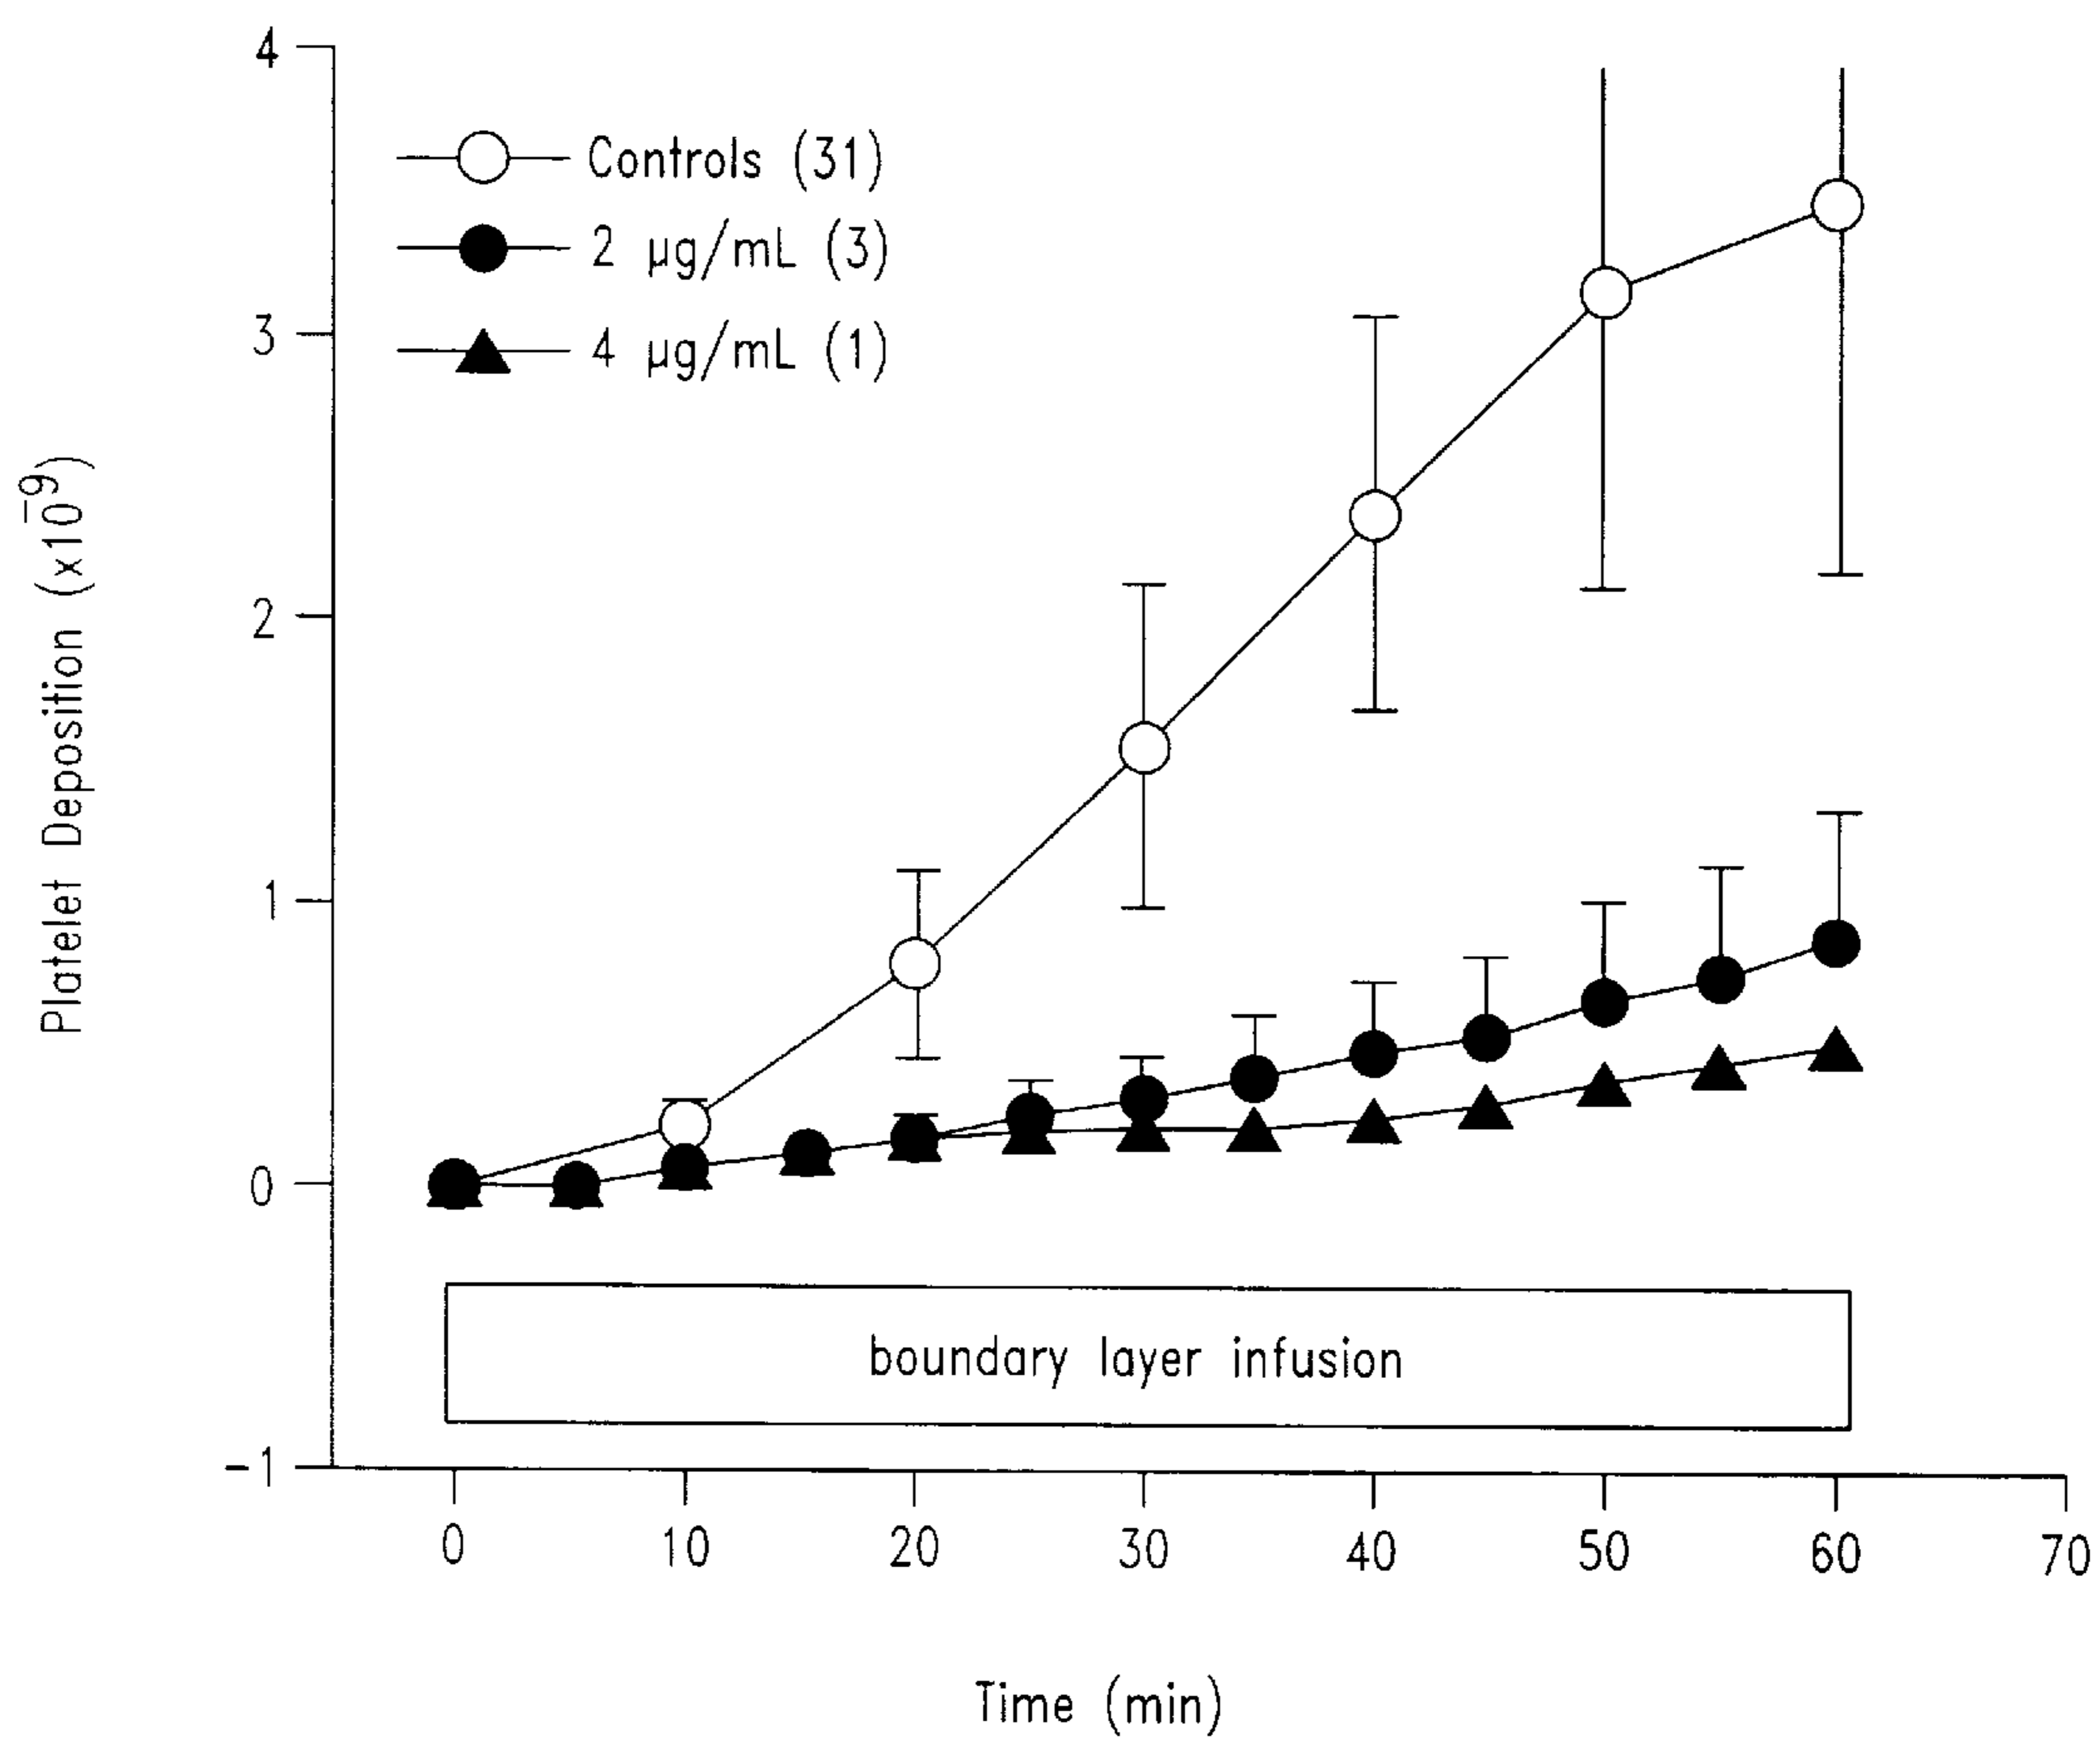 Platelet Deposition (x10⁻⁹)
4
3
2
1
0
-1
Controls (31)
2 µg/mL (3)
4 µg/mL (1)
boundary layer infusion
0 10 20 30 40 50 60 70
Time (min)